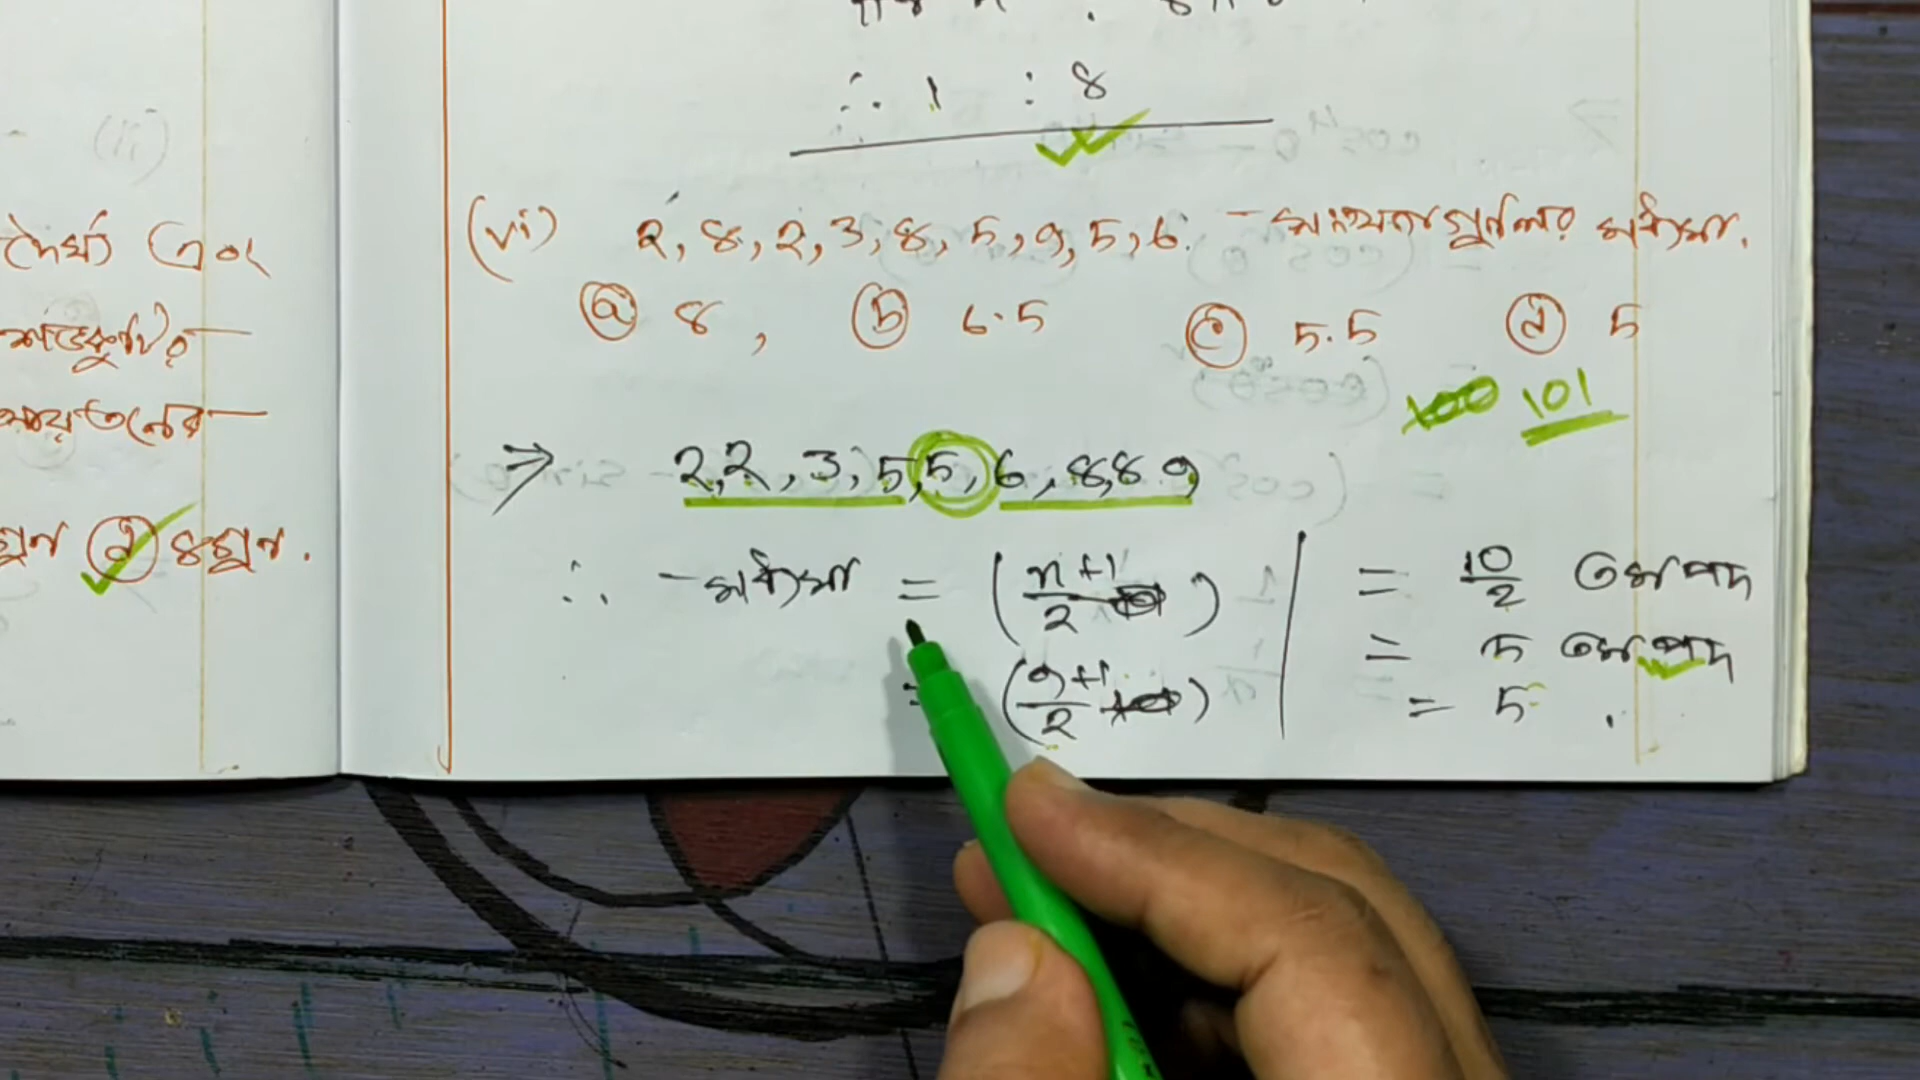 দৈর্ঘ্য এবং
গুন (d) ৪গুন.
∴ 1 : 8
(vi) 2, 8, 2, 3, 8, 5, 9, 5, 6. সংখ্যাগুলির মধ্যমা.
(a) 8, (b) 6.5 (c) 5.5 (d) 5
101
⇒ 2,2,3,5,5,6,8,8 9
∴ মধ্যমা = (n+1/2) | = 10/2 তম পদ
= (9+1/2) | = 5 তম পদ
= 5.